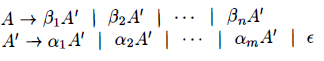 A → β₁A′ | β₂A′ | ⋯ | βₙA′
A′ → α₁A′ | α₂A′ | ⋯ | αₘA′ | ϵ